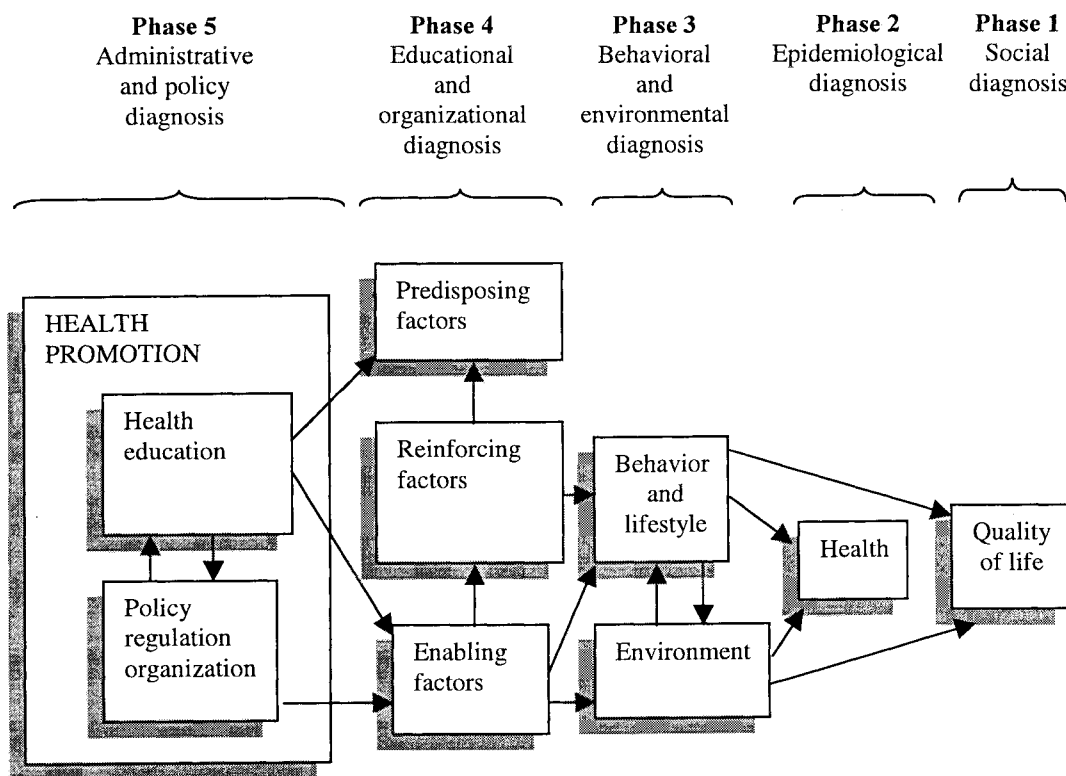 Phase 5
Administrative
and policy
diagnosis
Phase 4
Educational
and
organizational
diagnosis
Phase 3
Behavioral
and
environmental
diagnosis
Phase 2
Epidemiological
diagnosis
Phase 1
Social
diagnosis
HEALTH
PROMOTION
Health
education
Policy
regulation
organization
Predisposing
factors
Reinforcing
factors
Enabling
factors
Behavior
and
lifestyle
Environment
Health
Quality
of life